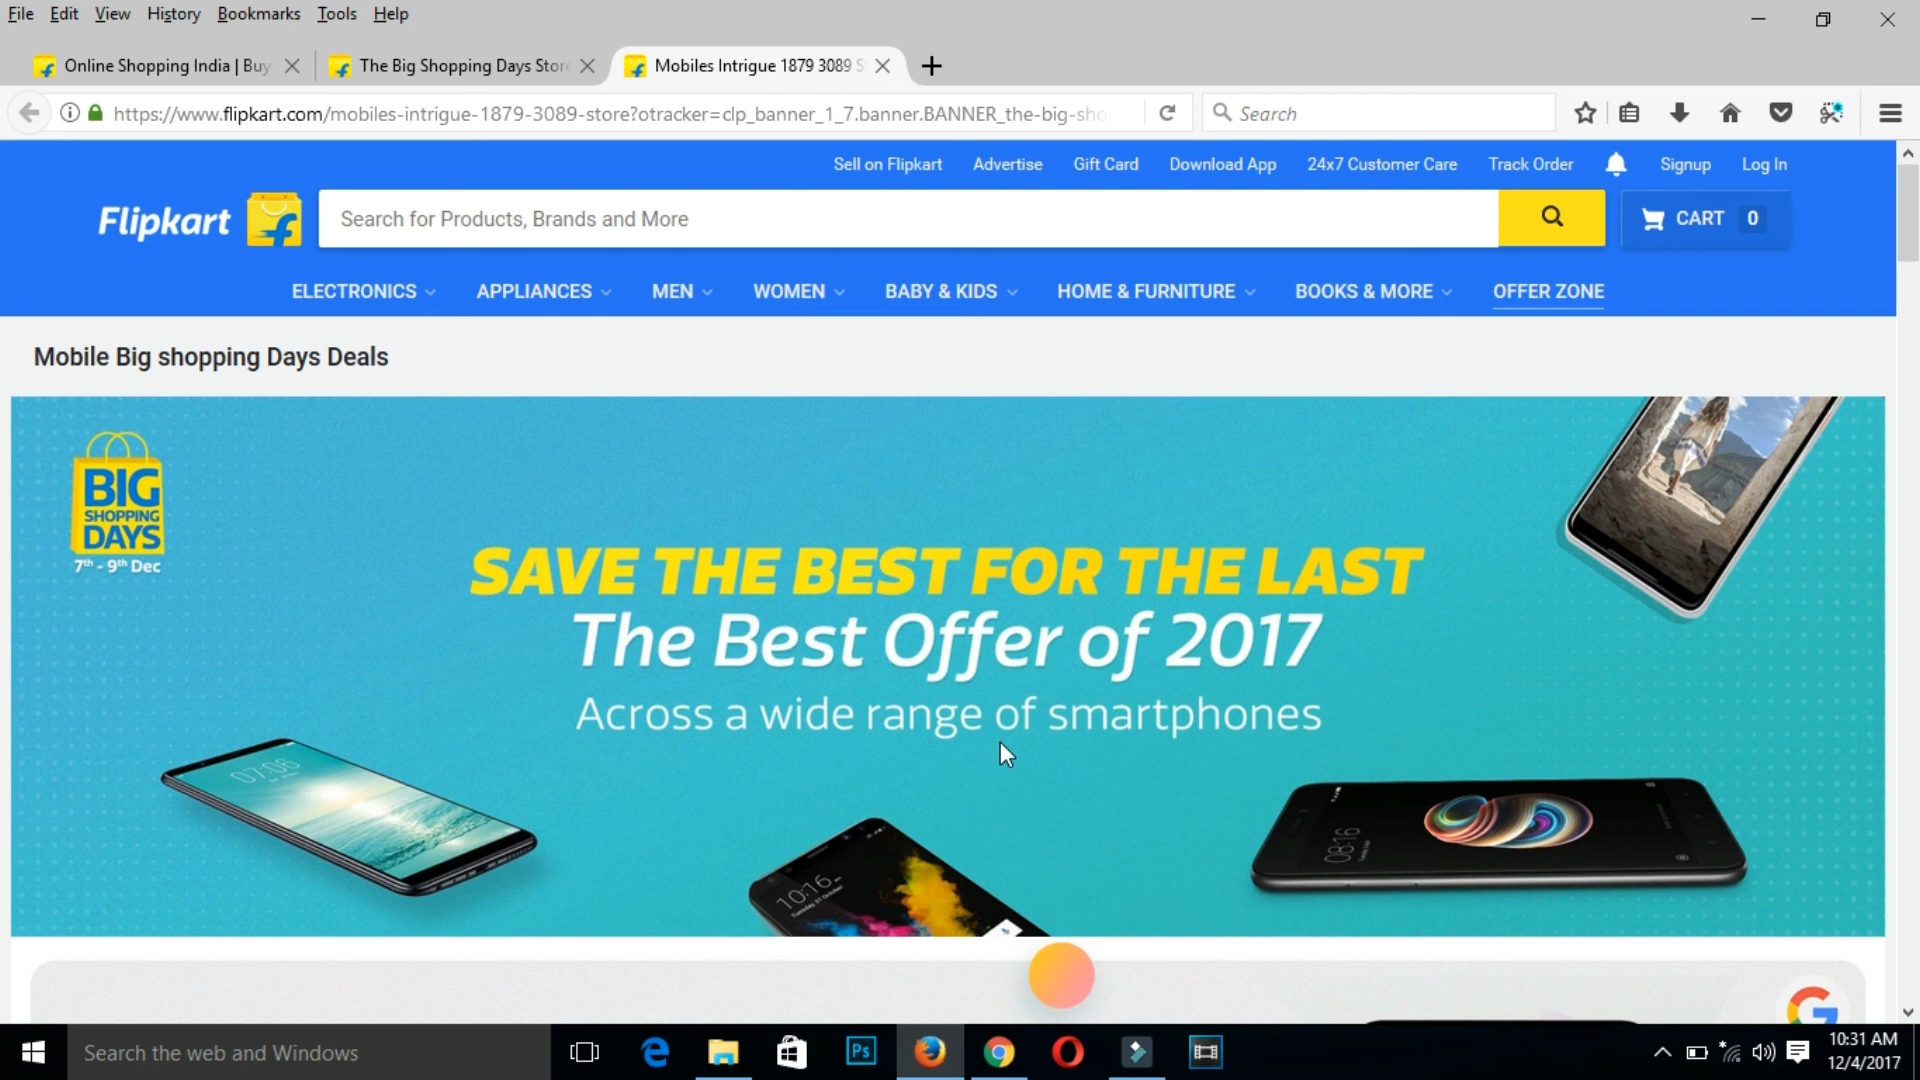 File Edit View History Bookmarks Tools Help
Online Shopping India | Buy
The Big Shopping Days Store
Mobiles Intrigue 1879 3089 S
https://www.flipkart.com/mobiles-intrigue-1879-3089-store?otracker=clp_banner_1_7.banner.BANNER_the-big-sho
Search
Sell on Flipkart Advertise Gift Card Download App 24x7 Customer Care Track Order Signup Log In
Flipkart
Search for Products, Brands and More
CART 0
ELECTRONICS APPLIANCES MEN WOMEN BABY & KIDS HOME & FURNITURE BOOKS & MORE OFFER ZONE
Mobile Big shopping Days Deals
BIG
SHOPPING
DAYS
7th - 9th Dec
SAVE THE BEST FOR THE LAST
The Best Offer of 2017
Across a wide range of smartphones
07:06
10:16
08:16
Search the web and Windows
Ps
10:31 AM
12/4/2017